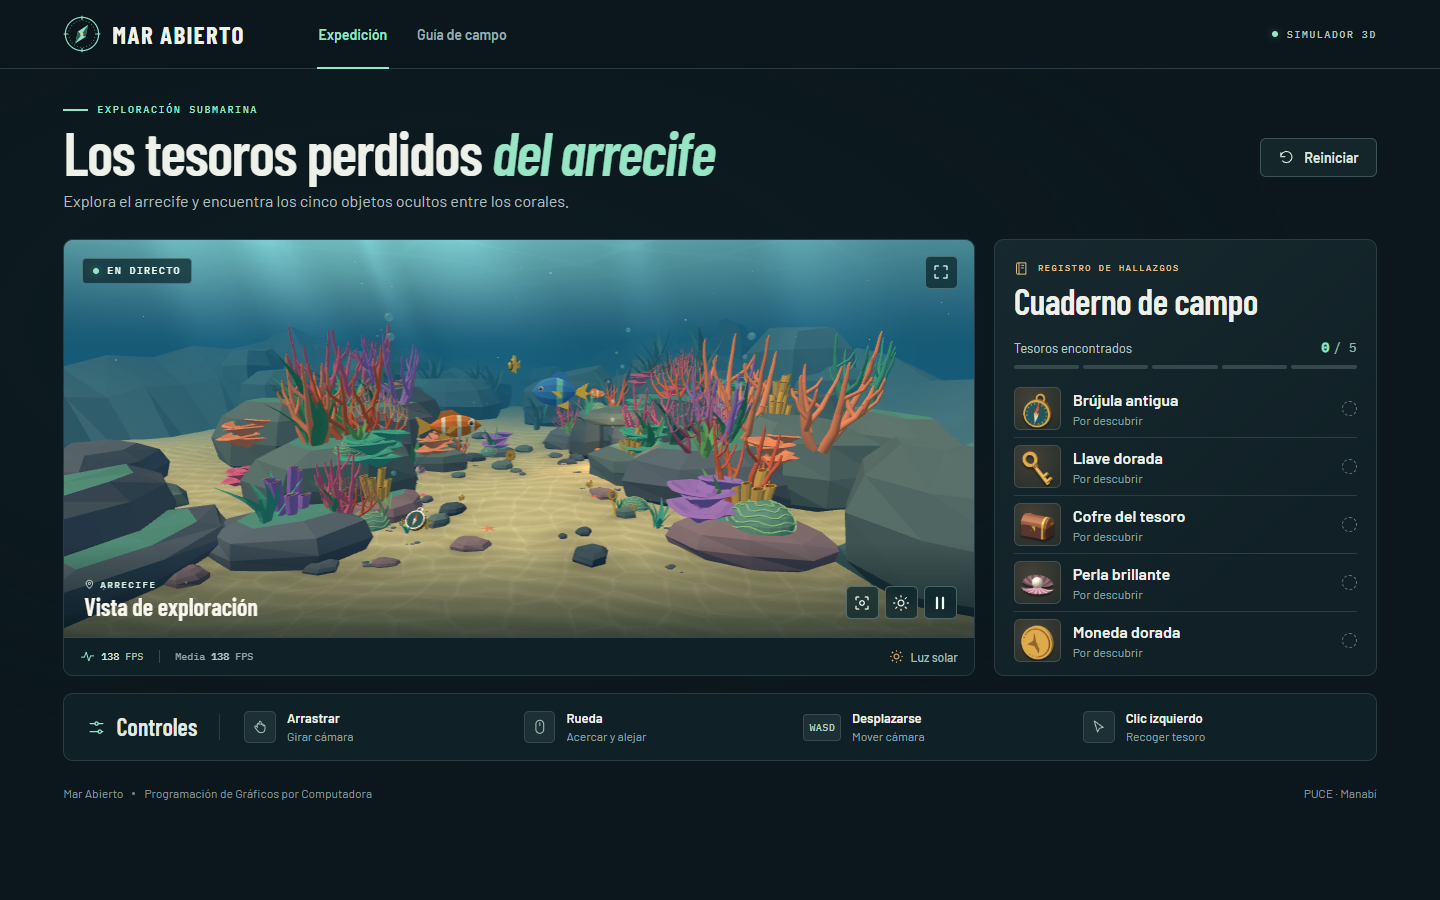 MAR ABIERTO
Expedición
Guía de campo
SIMULADOR 3D
EXPLORACIÓN SUBMARINA
Los tesoros perdidos del arrecife
Reiniciar
Explora el arrecife y encuentra los cinco objetos ocultos entre los corales.
EN DIRECTO
ARRECIFE
Vista de exploración
138 FPS
Media 138 FPS
Luz solar
REGISTRO DE HALLAZGOS
Cuaderno de campo
Tesoros encontrados
0 / 5
Brújula antigua
Por descubrir
Llave dorada
Por descubrir
Cofre del tesoro
Por descubrir
Perla brillante
Por descubrir
Moneda dorada
Por descubrir
Controles
Arrastrar
Girar cámara
Rueda
Acercar y alejar
WASD
Desplazarse
Mover cámara
Clic izquierdo
Recoger tesoro
Mar Abierto • Programación de Gráficos por Computadora
PUCE · Manabí